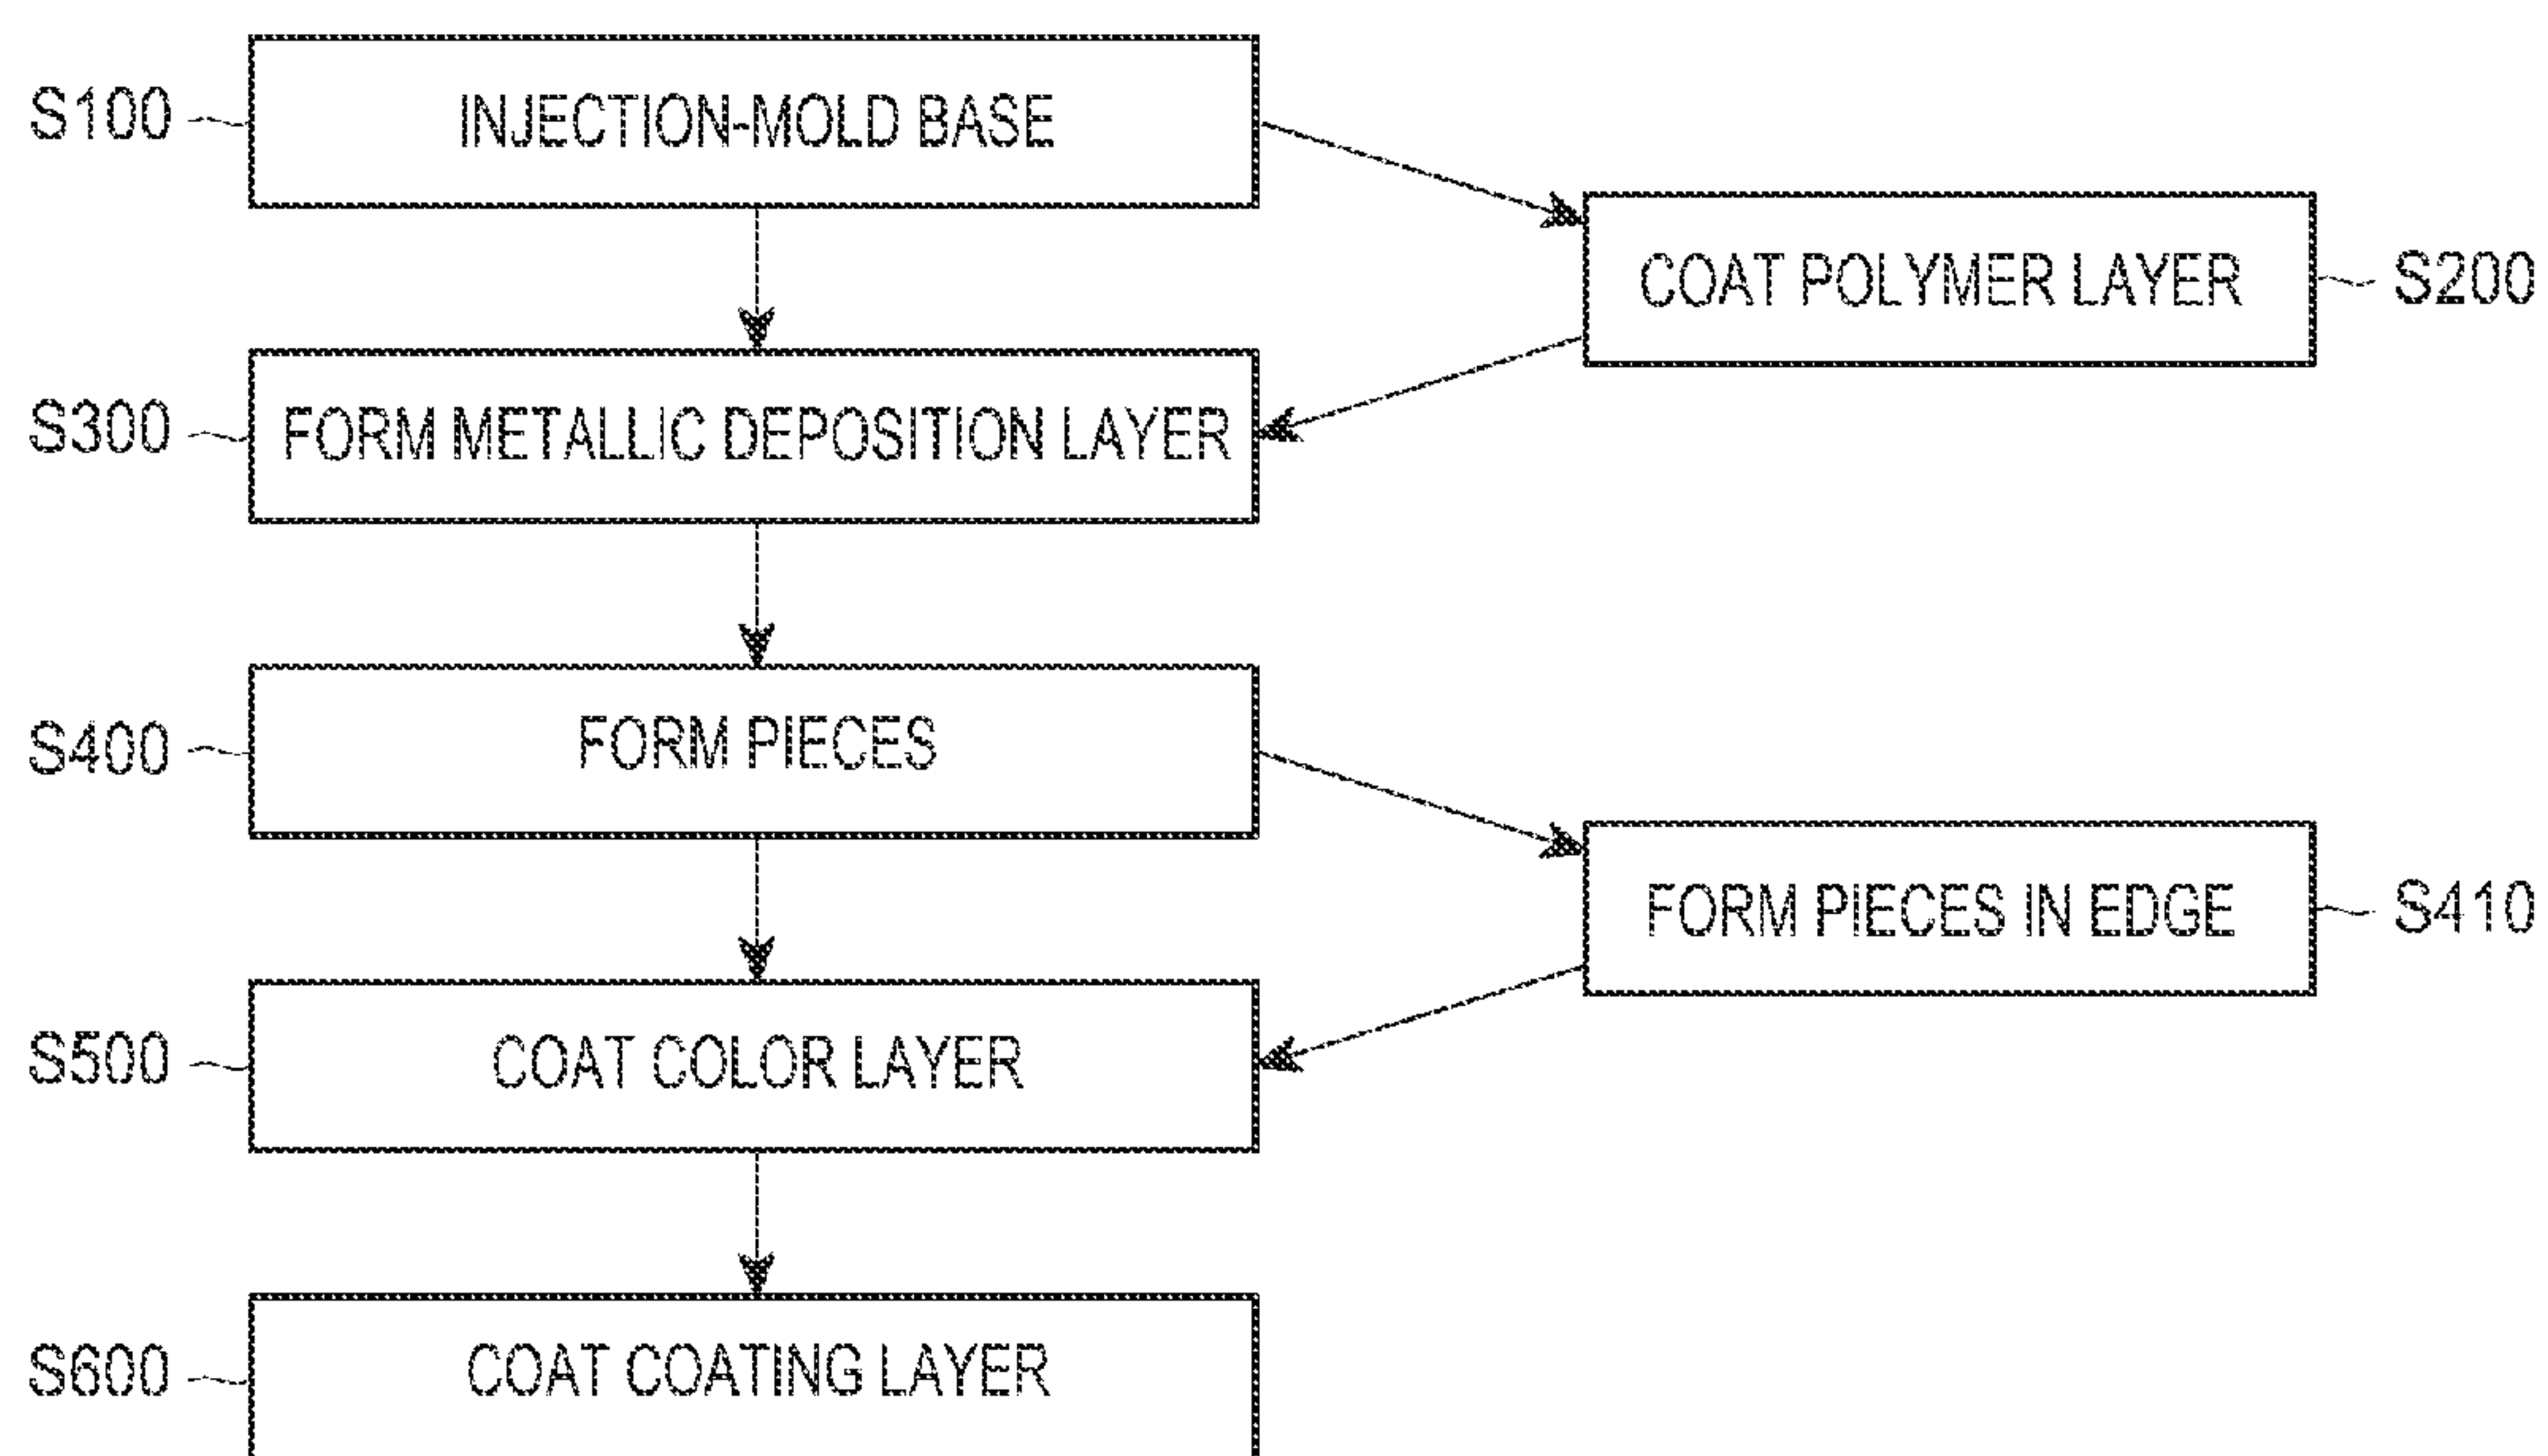 S100 INJECTION-MOLD BASE
COAT POLYMER LAYER S200
S300 FORM METALLIC DEPOSITION LAYER
S400 FORM PIECES
FORM PIECES IN EDGE S410
S500 COAT COLOR LAYER
S600 COAT COATING LAYER